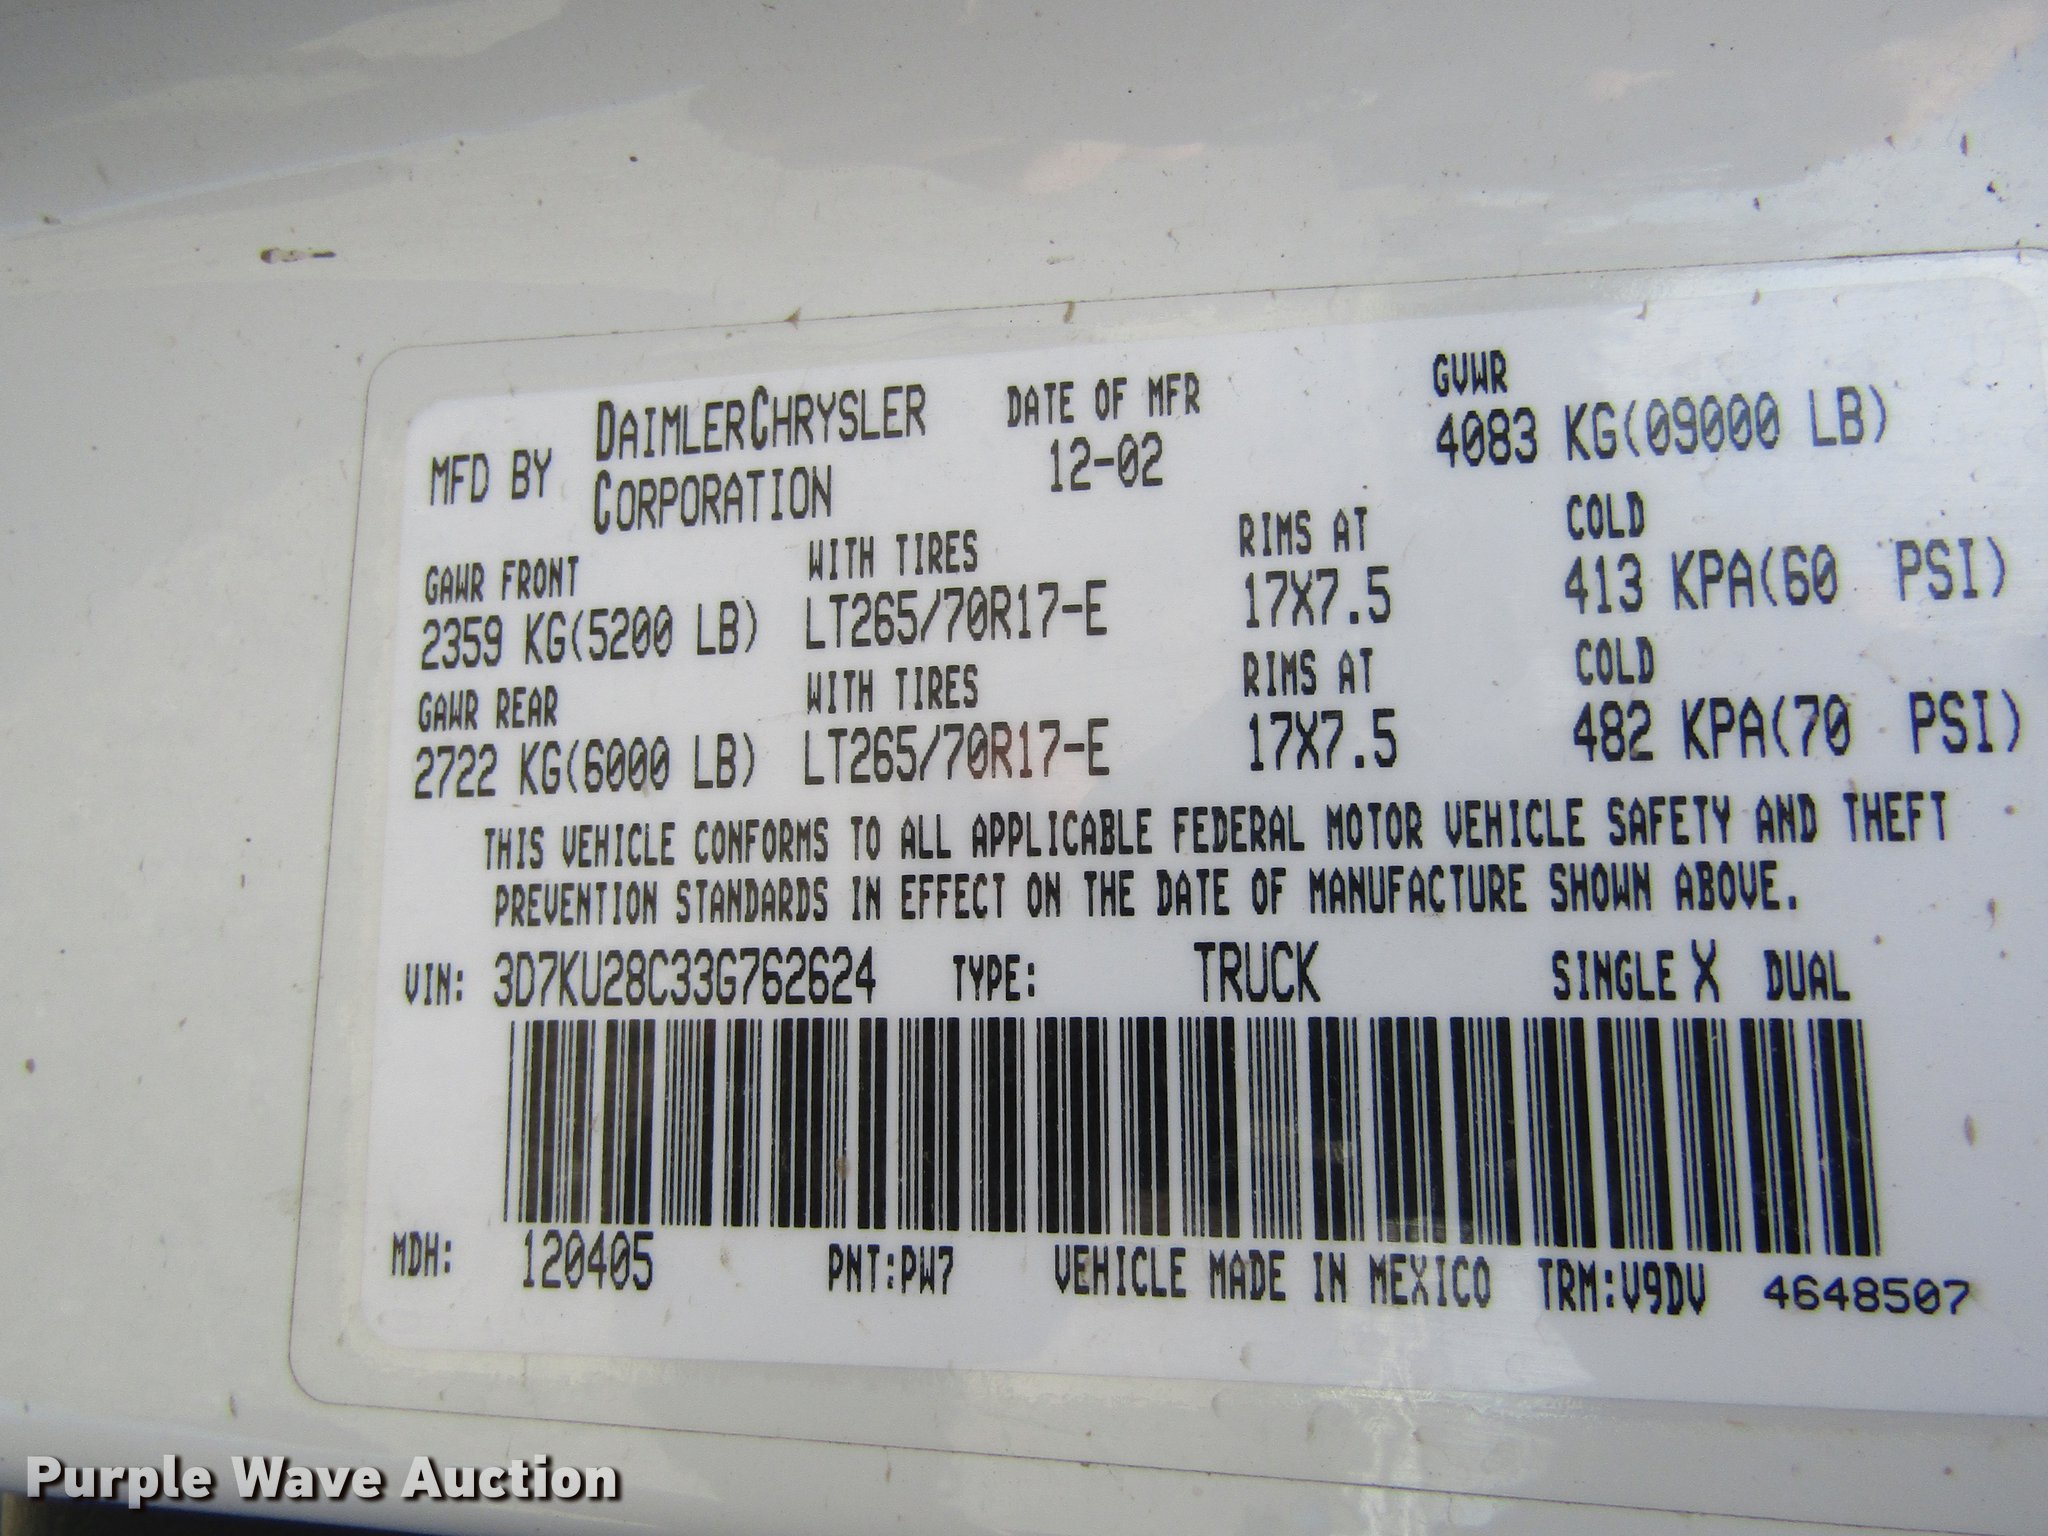 MFD BY DAIMLERCHRYSLER CORPORATION
DATE OF MFR
12-02
GVWR
4083 KG(09000 LB)
GAWR FRONT WITH TIRES RIMS AT COLD
2359 KG(5200 LB) LT265/70R17-E 17X7.5 413 KPA(60 PSI)
GAWR REAR WITH TIRES RIMS AT COLD
2722 KG(6000 LB) LT265/70R17-E 17X7.5 482 KPA(70 PSI)
THIS VEHICLE CONFORMS TO ALL APPLICABLE FEDERAL MOTOR VEHICLE SAFETY AND THEFT
PREVENTION STANDARDS IN EFFECT ON THE DATE OF MANUFACTURE SHOWN ABOVE.
VIN: 3D7KU28C33G762624 TYPE: TRUCK SINGLE X DUAL
MDH: 120405 PNT:PW7 VEHICLE MADE IN MEXICO TRM:V9DV 4648507
Purple Wave Auction